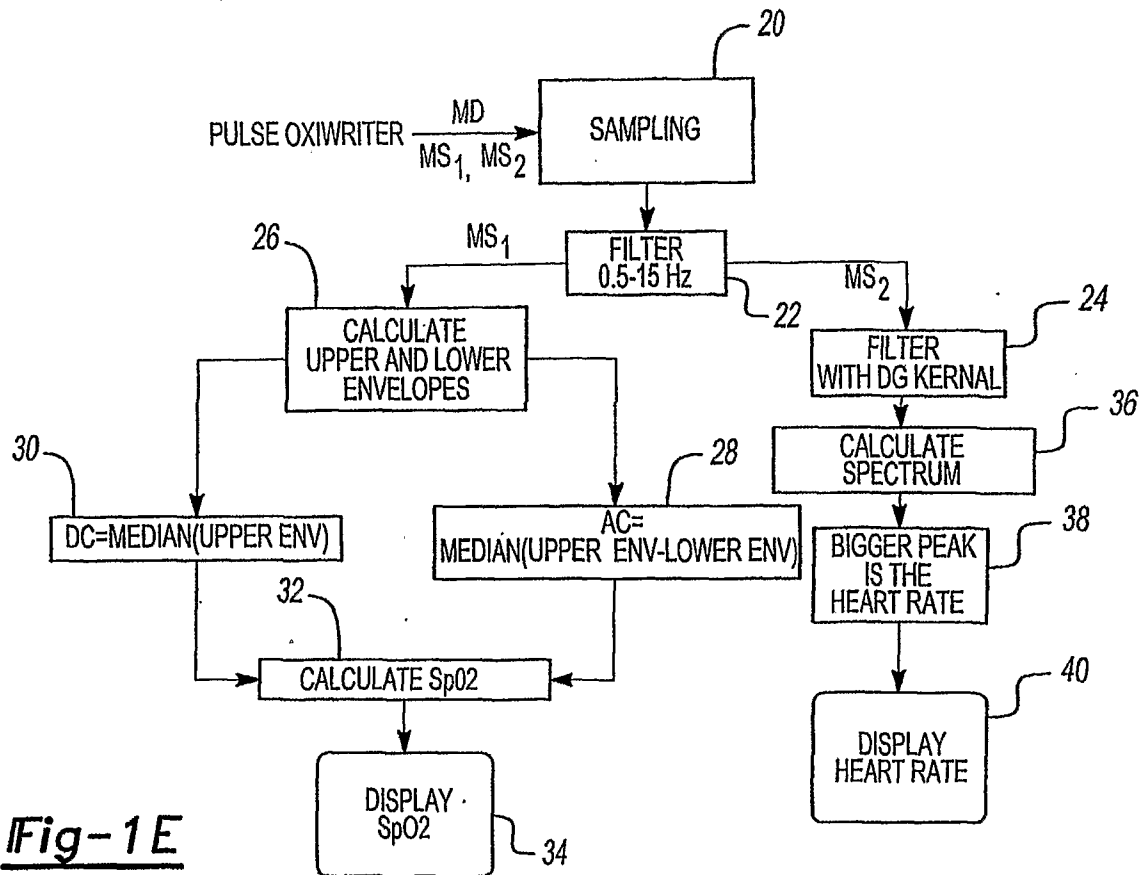 20
PULSE OXIWRITER
MD
MS1, MS2
SAMPLING
26
MS1
FILTER
0.5-15 Hz
22
MS2
24
CALCULATE
UPPER AND LOWER
ENVELOPES
FILTER
WITH DG KERNAL
36
CALCULATE
SPECTRUM
30
28
DC=MEDIAN(UPPER ENV)
AC=
MEDIAN(UPPER ENV-LOWER ENV)
38
BIGGER PEAK
IS THE
HEART RATE
32
CALCULATE Sp02
40
DISPLAY
HEART RATE
DISPLAY
SpO2
34
Fig-1E